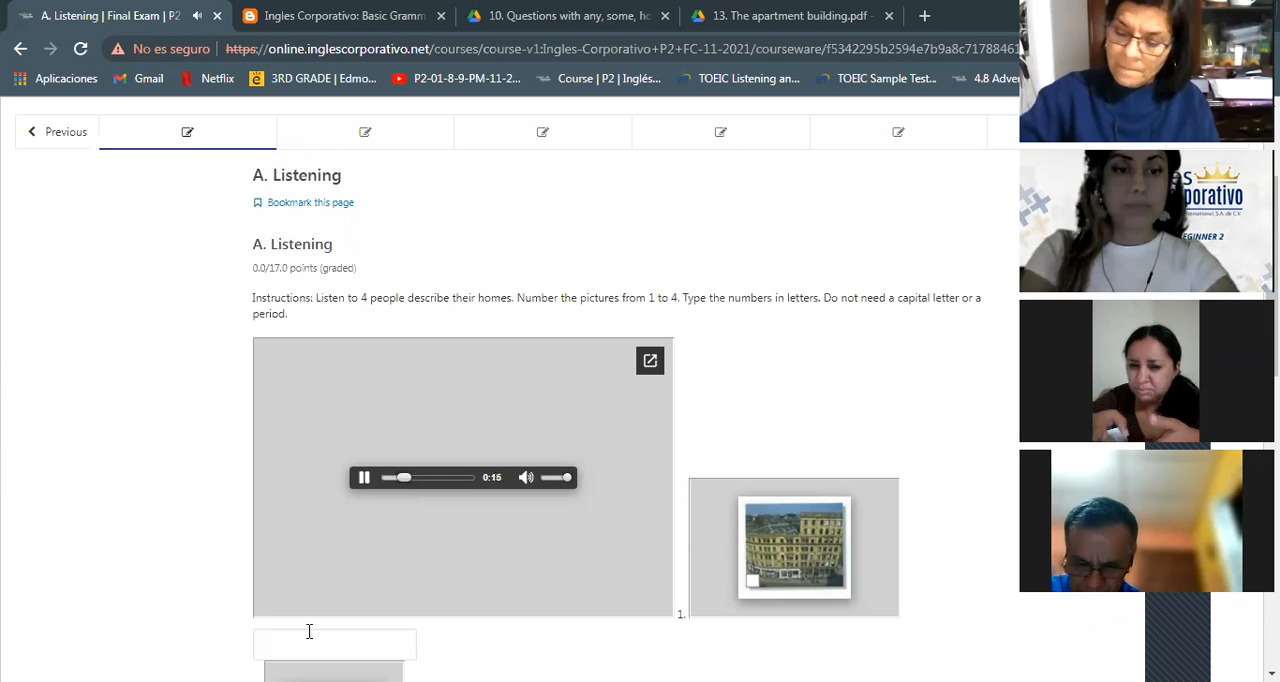 A. Listening | Final Exam | P2
Ingles Corporativo: Basic Gramm
10. Questions with any, some, ho
13. The apartment building.pdf -
No es seguro
https://online.inglescorporativo.net/courses/course-v1:Ingles-Corporativo+P2+FC-11-2021/courseware/f5342295b2594e7b9a8c71788461
Aplicaciones
Gmail
Netflix
3RD GRADE | Edmo...
P2-01-8-9-PM-11-2...
Course | P2 | Inglés...
TOEIC Listening an...
TOEIC Sample Test...
4.8 Adve
Previous
A. Listening
Bookmark this page
A. Listening
0.0/17.0 points (graded)
Instructions: Listen to 4 people describe their homes. Number the pictures from 1 to 4. Type the numbers in letters. Do not need a capital letter or a
period.
0:15
1.
es
porativo
International, S.A. de C.V.
EGINNER 2